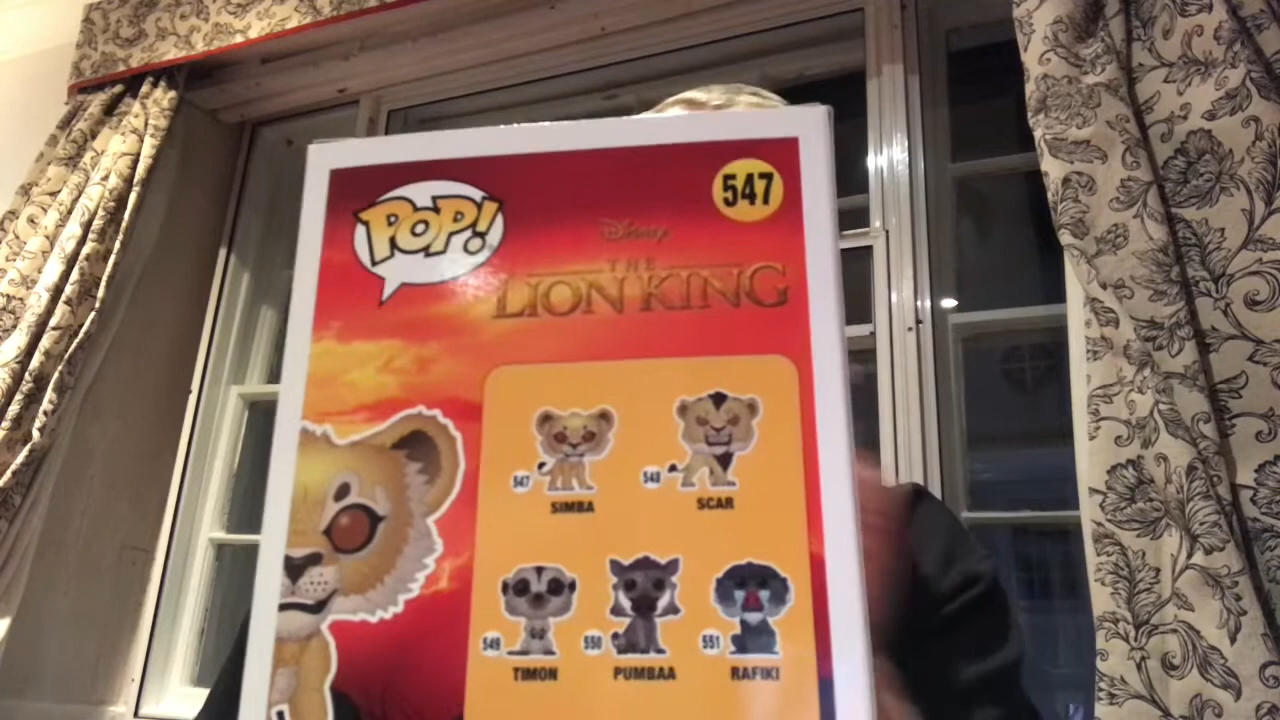 POP!
547
Disney
THE
LION KING
547
548
SIMBA
SCAR
549
550
551
TIMON
PUMBAA
RAFIKI